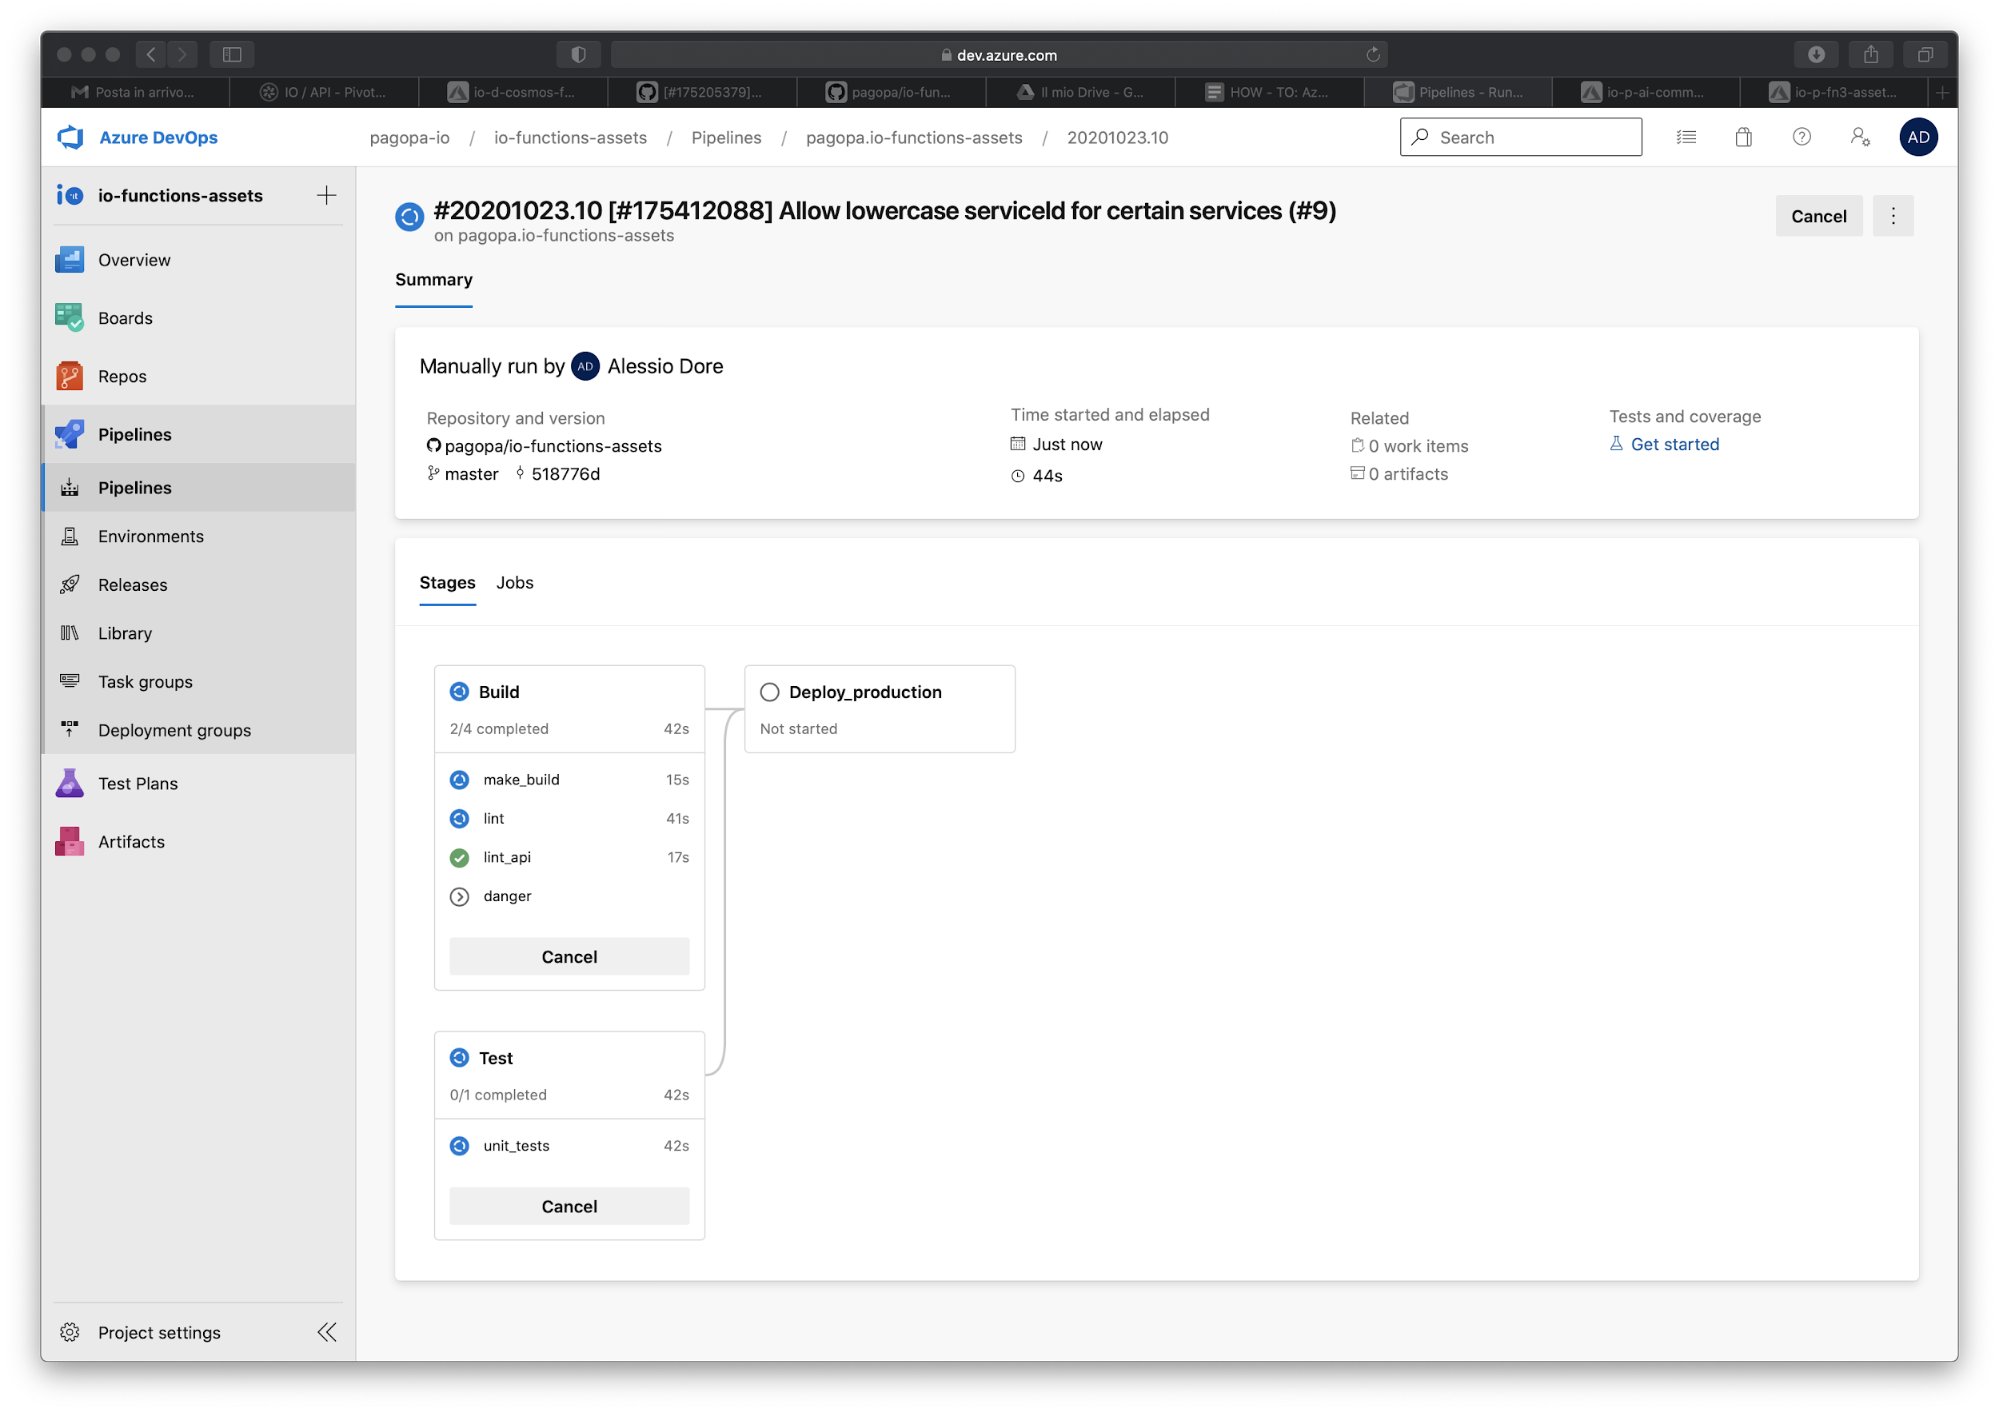 dev.azure.com
Posta in arrivo...
IO / API - Pivot...
io-d-cosmos-f...
[#175205379]...
pagopa/io-fun...
Il mio Drive - G...
HOW - TO: Az...
Pipelines - Run...
io-p-ai-comm...
io-p-fn3-asset...
Azure DevOps
pagopa-io / io-functions-assets / Pipelines / pagopa.io-functions-assets / 20201023.10
Search
AD
io-functions-assets
Overview
Boards
Repos
Pipelines
Pipelines
Environments
Releases
Library
Task groups
Deployment groups
Test Plans
Artifacts
Project settings
#20201023.10 [#175412088] Allow lowercase serviceId for certain services (#9)
on pagopa.io-functions-assets
Cancel
Summary
Manually run by AD Alessio Dore
Repository and version
pagopa/io-functions-assets
master 518776d
Time started and elapsed
Just now
44s
Related
0 work items
0 artifacts
Tests and coverage
Get started
Stages Jobs
Build
2/4 completed 42s
make_build 15s
lint 41s
lint_api 17s
danger
Cancel
Deploy_production
Not started
Test
0/1 completed 42s
unit_tests 42s
Cancel